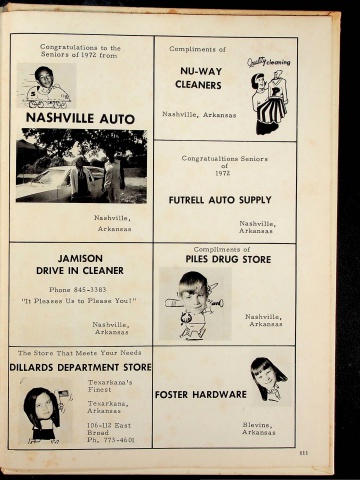 Congratulations to the
Seniors of 1972 from
NASHVILLE AUTO
Nashville,
Arkansas
Compliments of
Quality cleaning
NU-WAY
CLEANERS
Nashville, Arkansas
Congratualtions Seniors
of
1972
FUTRELL AUTO SUPPLY
Nashville,
Arkansas
JAMISON
DRIVE IN CLEANER
Phone 845-3383
"It Pleases Us to Please You!"
Nashville,
Arkansas
Compliments of
PILES DRUG STORE
Nashville,
Arkansas
The Store That Meets Your Needs
DILLARDS DEPARTMENT STORE
Texarkana's
Finest
Texarkana,
Arkansas
106-112 East
Broad
Ph. 773-4601
FOSTER HARDWARE
Blevins,
Arkansas
111